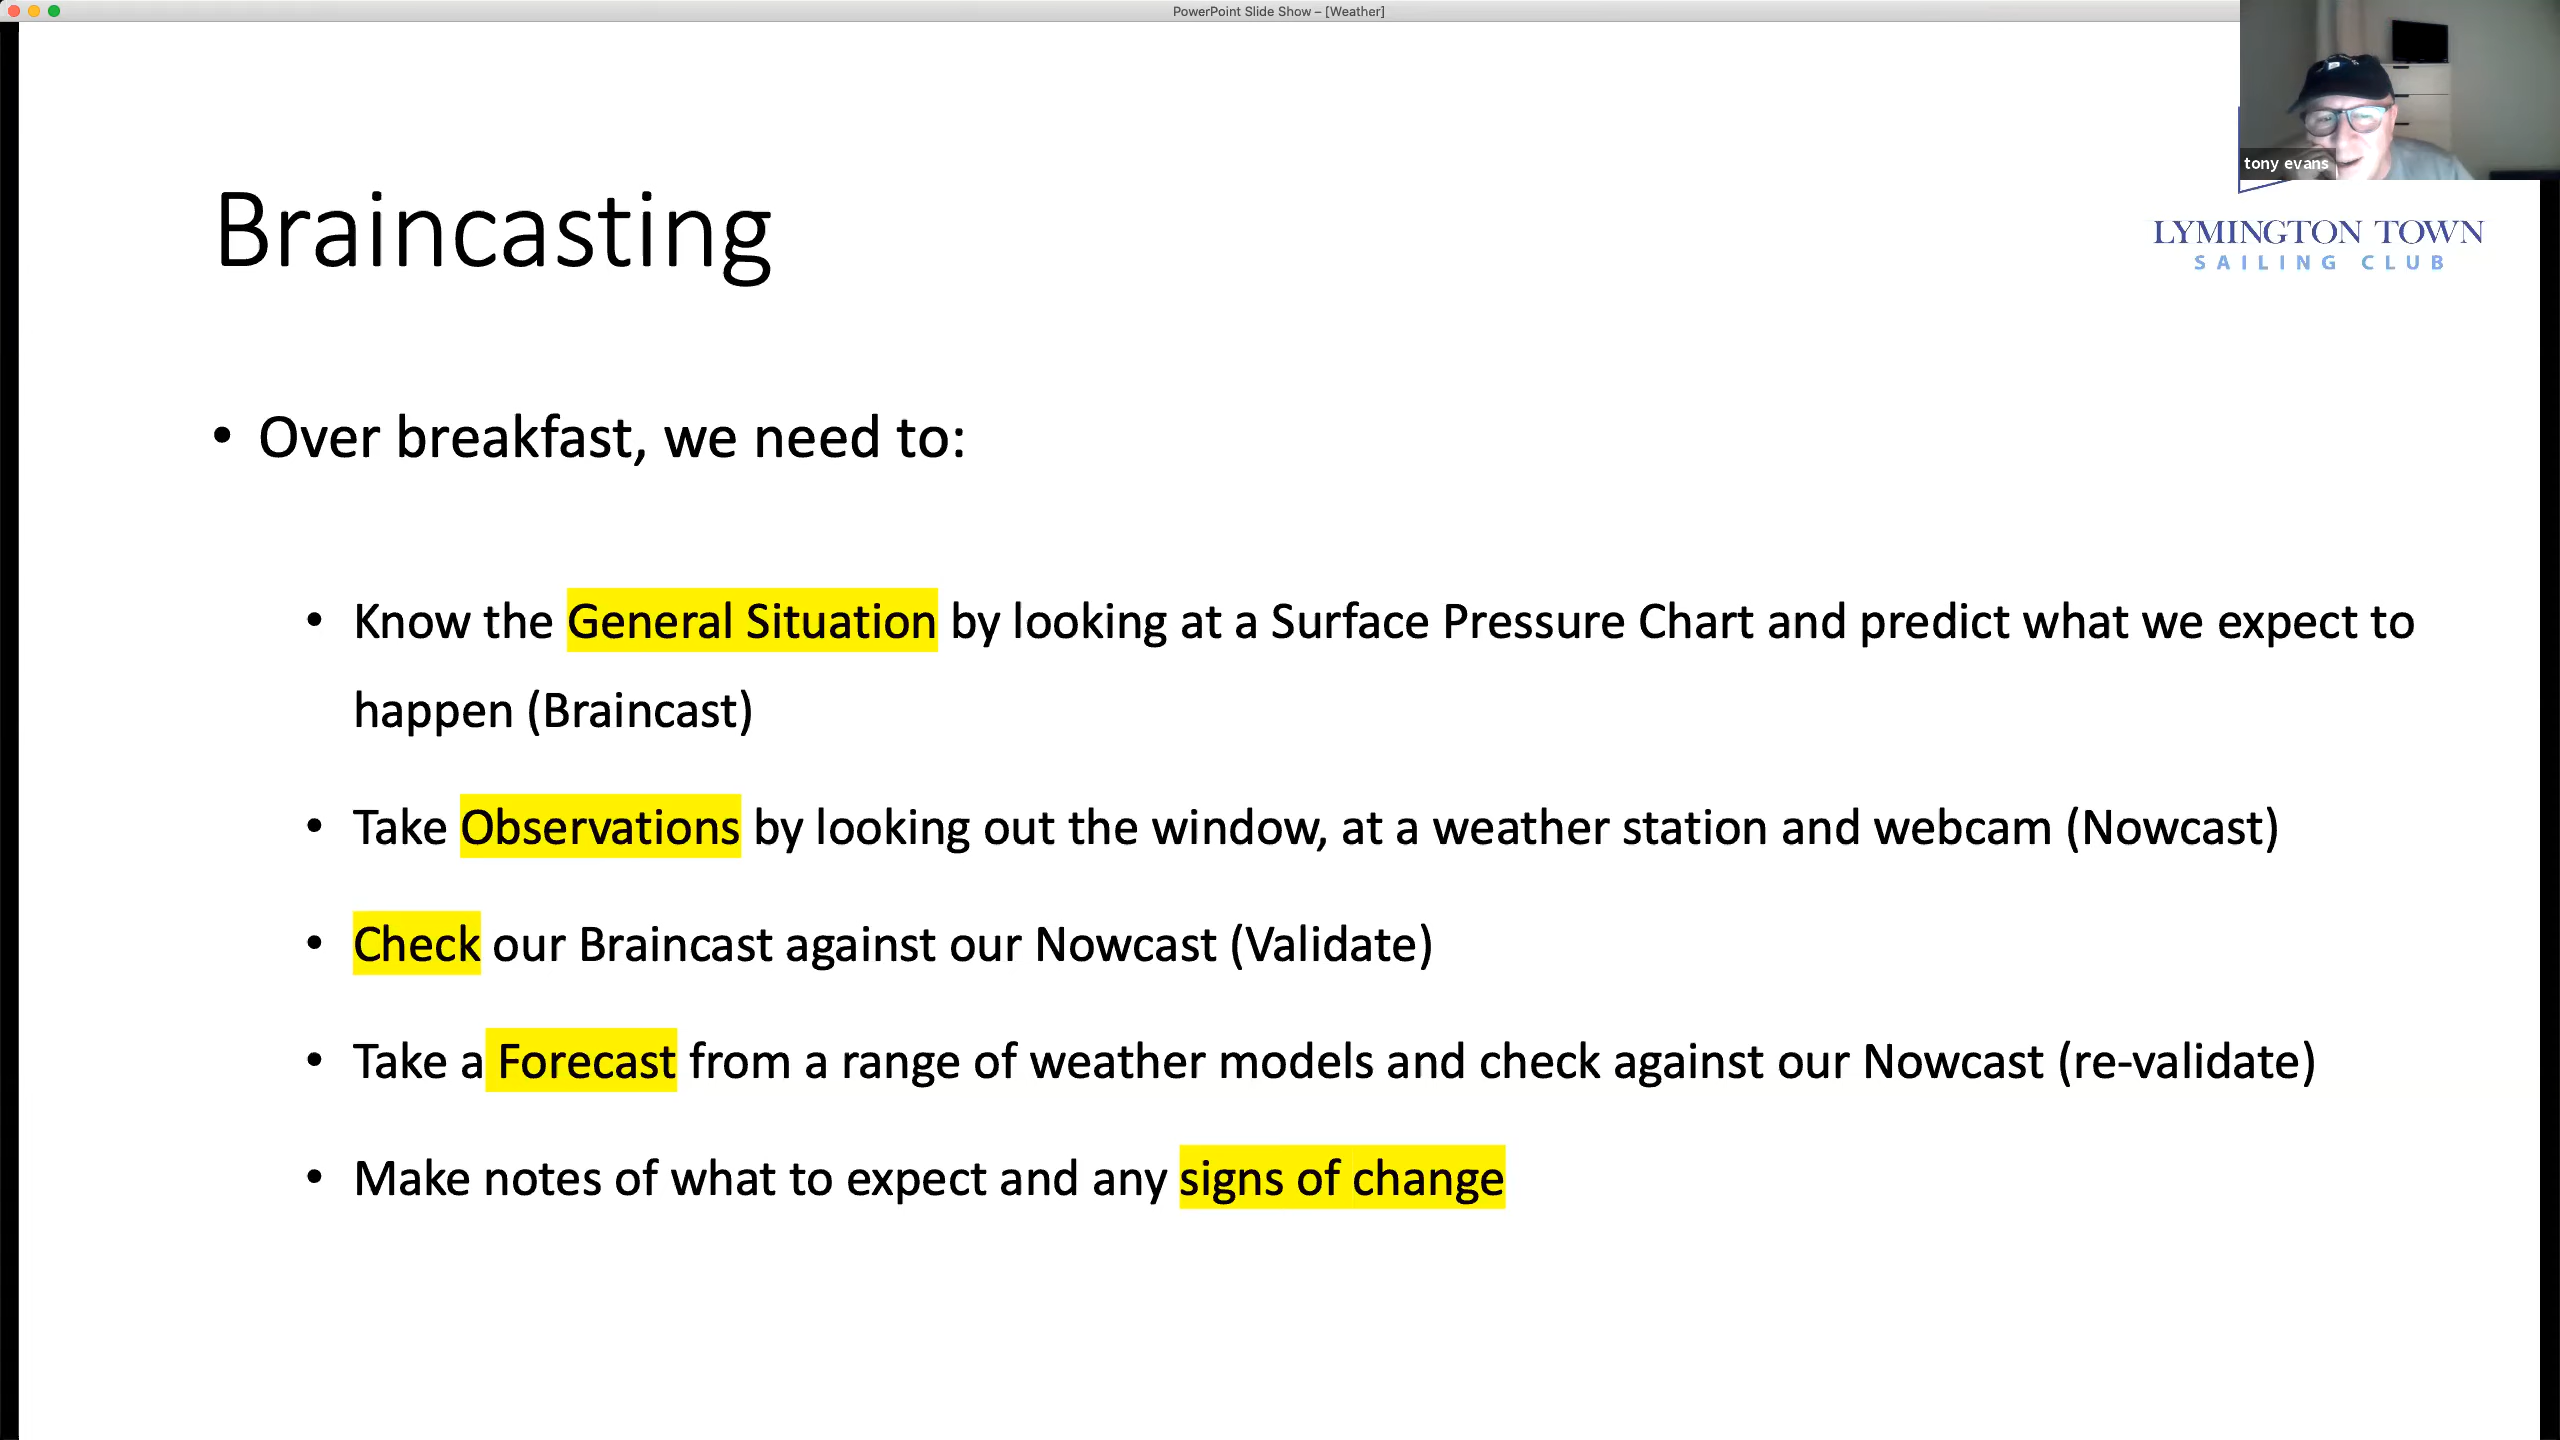 PowerPoint Slide Show – [Weather]
tony evans
LYMINGTON TOWN
SAILING CLUB
Braincasting
• Over breakfast, we need to:
• Know the General Situation by looking at a Surface Pressure Chart and predict what we expect to
happen (Braincast)
• Take Observations by looking out the window, at a weather station and webcam (Nowcast)
• Check our Braincast against our Nowcast (Validate)
• Take a Forecast from a range of weather models and check against our Nowcast (re-validate)
• Make notes of what to expect and any signs of change